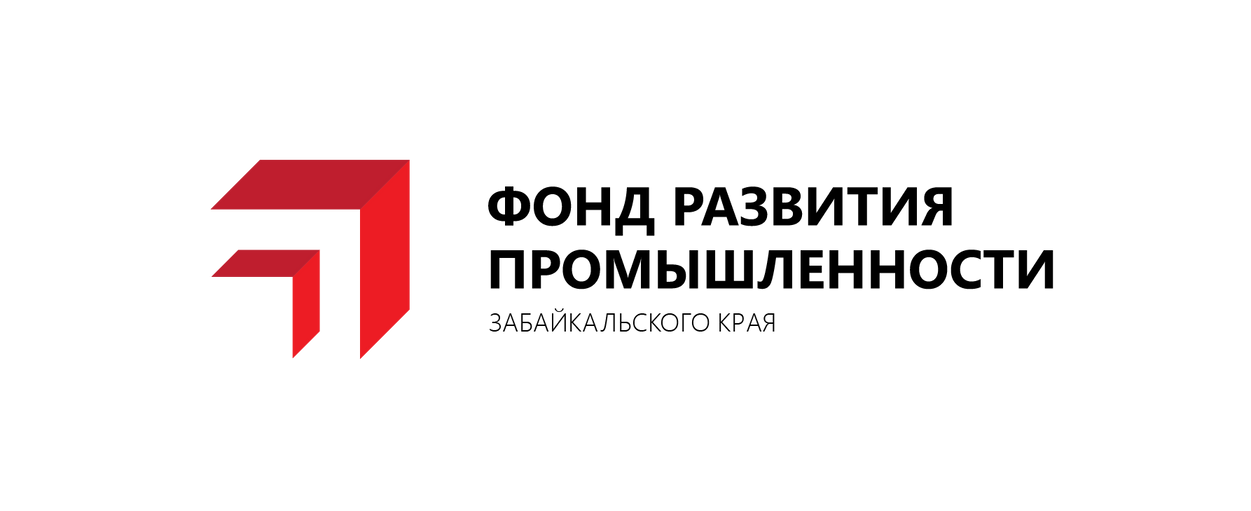 ФОНД РАЗВИТИЯ
ПРОМЫШЛЕННОСТИ
ЗАБАЙКАЛЬСКОГО КРАЯ